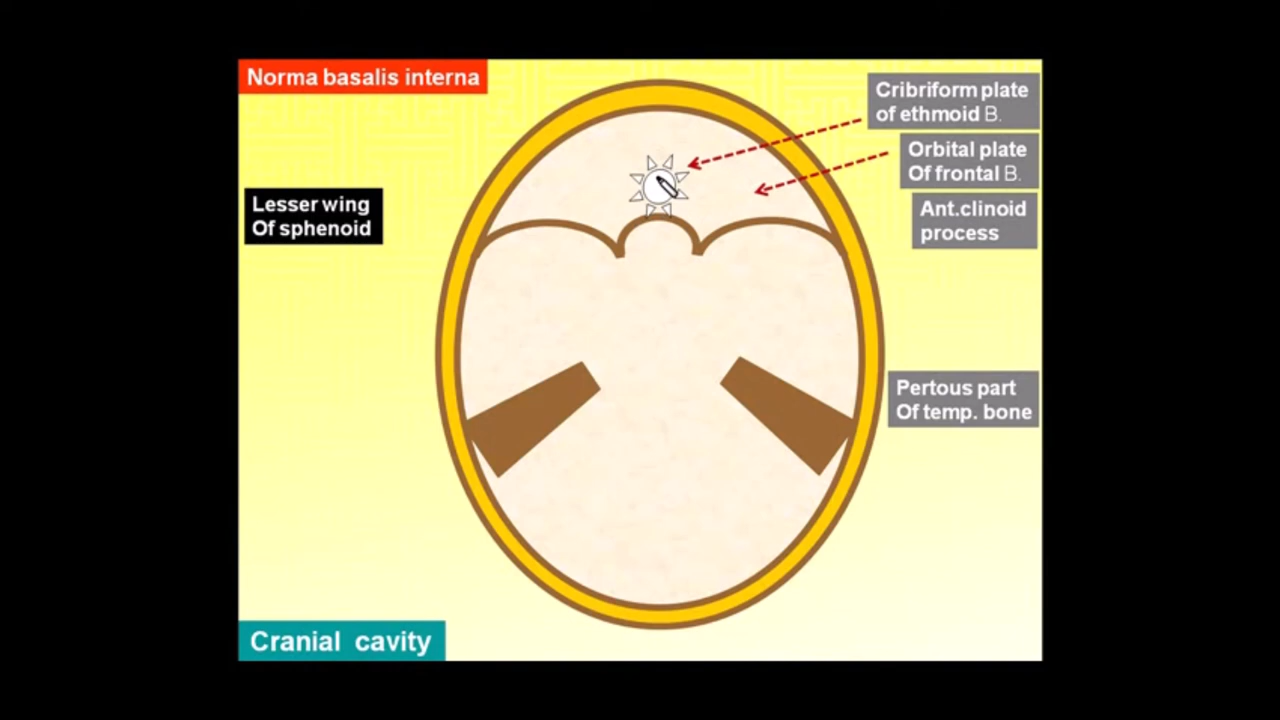 Norma basalis interna
Cribriform plate
of ethmoid B.
Orbital plate
Of frontal B.
Lesser wing
Of sphenoid
Ant.clinoid
process
Pertous part
Of temp. bone
Cranial cavity